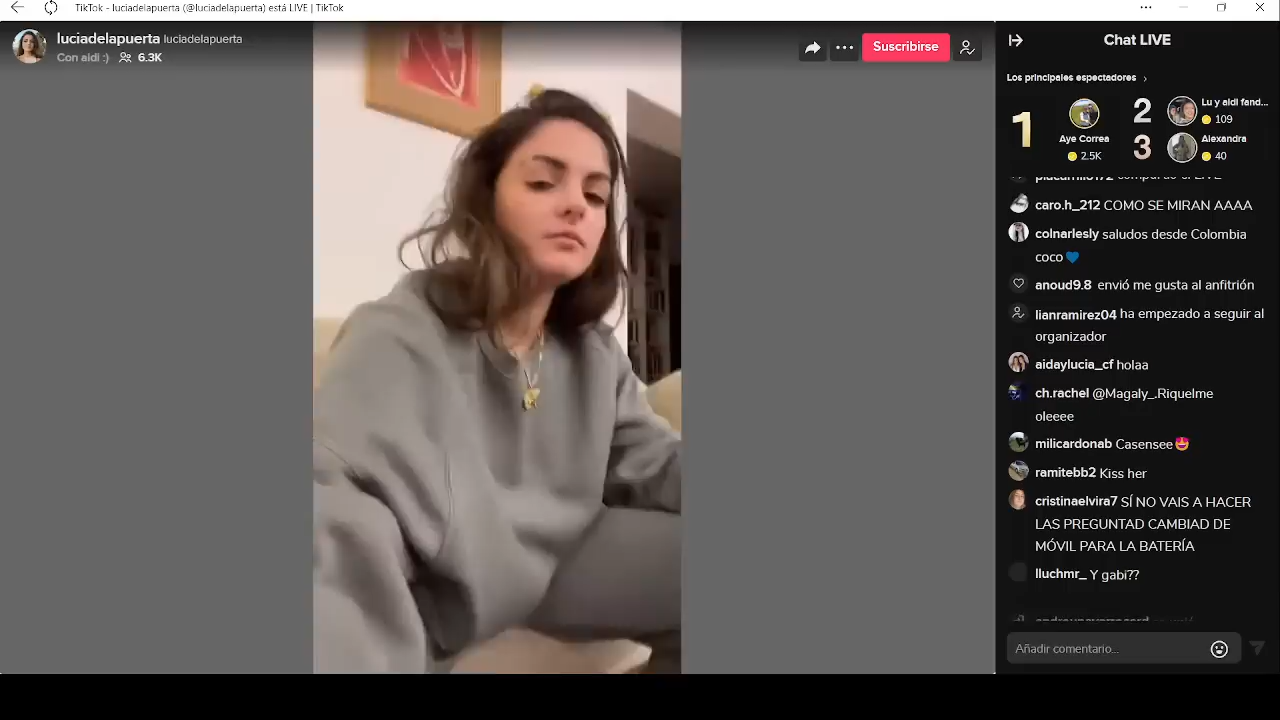 TikTok - luciadelapuerta (@luciadelapuerta) está LIVE | TikTok
luciadelapuerta luciadelapuerta
Con aidi :) 6.3K
Suscribirse
Chat LIVE
Los principales espectadores
1
Aye Correa
2.5K
2 Lu y aidi fand...
109
3 Alexandra
40
caro.h_212 COMO SE MIRAN AAAA
colnarlesly saludos desde Colombia
coco💙
anoud9.8 envió me gusta al anfitrión
lianramirez04 ha empezado a seguir al
organizador
aidaylucia_cf holaa
ch.rachel @Magaly_.Riquelme
oleeee
milicardonab Casensee🤩
ramitebb2 Kiss her
cristinaelvira7 SÍ NO VAIS A HACER
LAS PREGUNTAD CAMBIAD DE
MÓVIL PARA LA BATERÍA
lluchmr_ Y gabi??
Añadir comentario...